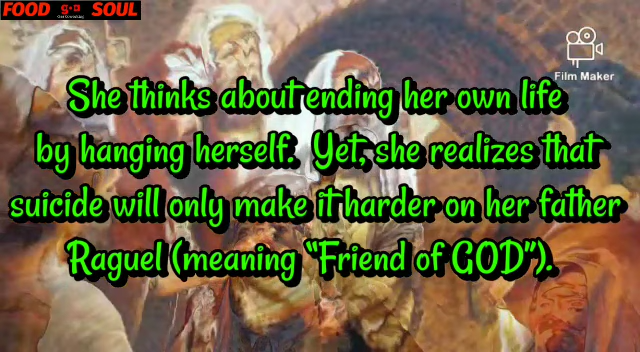 FOOD SOUL
Film Maker
She thinks about ending her own life
by hanging herself. Yet, she realizes that
suicide will only make it harder on her father
Raguel (meaning "Friend of GOD").